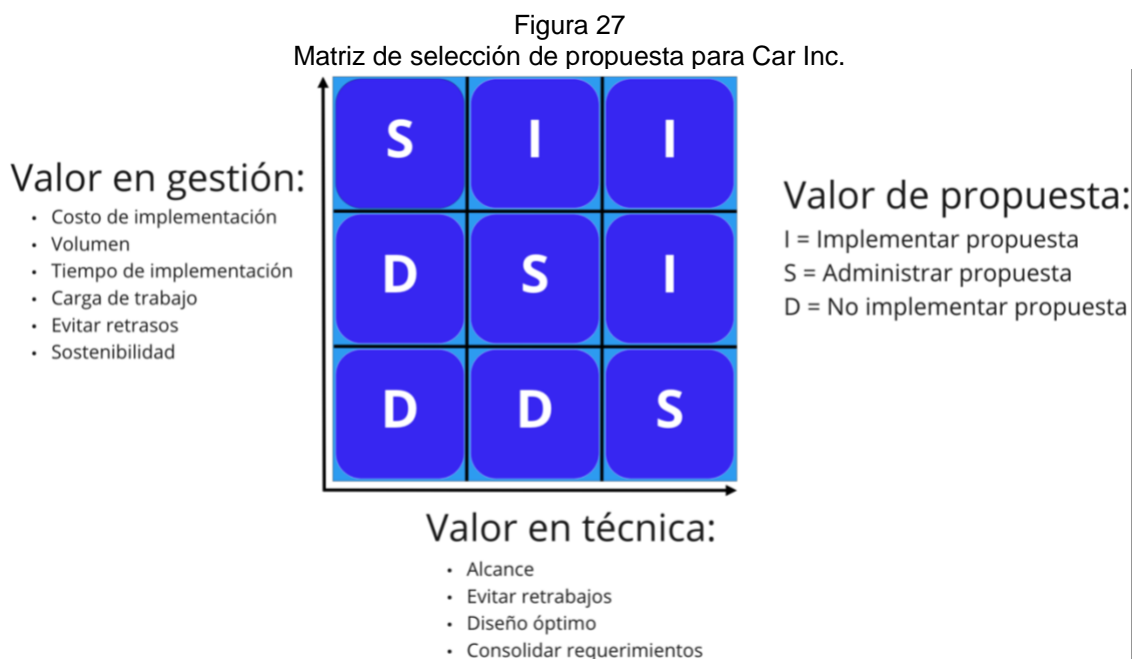 Figura 27
Matriz de selección de propuesta para Car Inc.
Valor en gestión:
• Costo de implementación
• Volumen
• Tiempo de implementación
• Carga de trabajo
• Evitar retrasos
• Sostenibilidad
S I I
D S I
D D S
Valor de propuesta:
I = Implementar propuesta
S = Administrar propuesta
D = No implementar propuesta
Valor en técnica:
• Alcance
• Evitar retrabajos
• Diseño óptimo
• Consolidar requerimientos